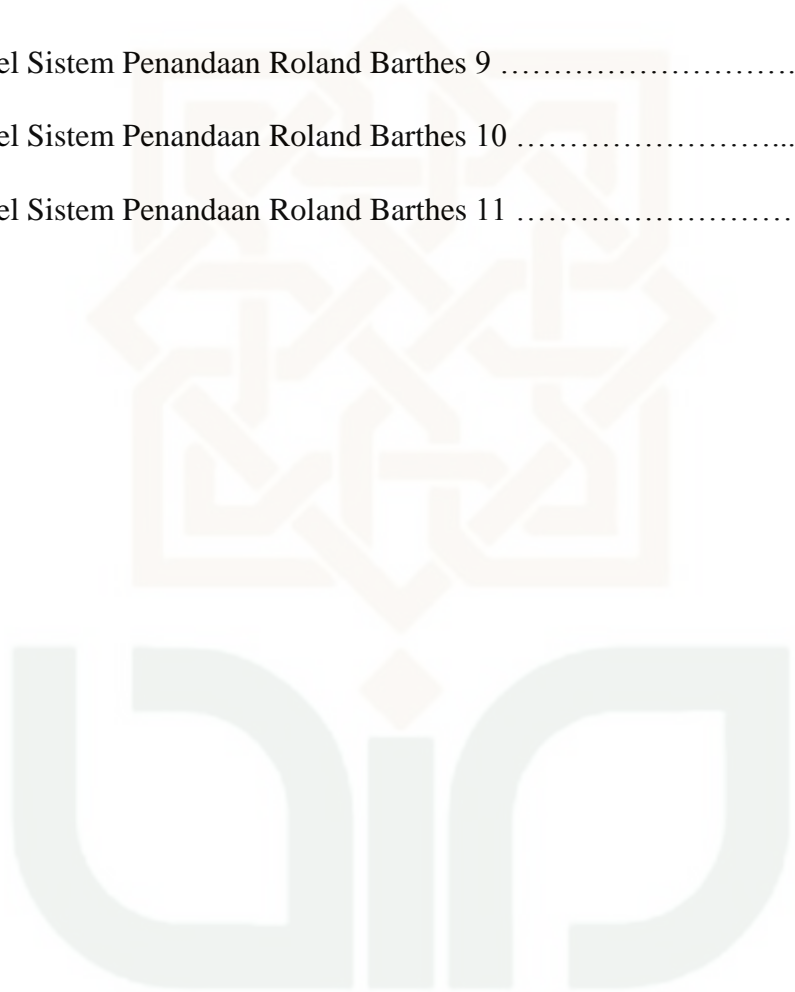 el Sistem Penandaan Roland Barthes 9 ……………………….
el Sistem Penandaan Roland Barthes 10 ……………………...
el Sistem Penandaan Roland Barthes 11 ………………………